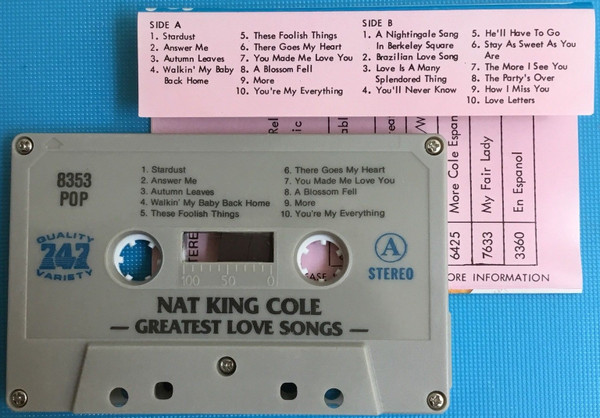 SIDE A
1. Stardust
2. Answer Me
3. Autumn Leaves
4. Walkin' My Baby
Back Home
5. These Foolish Things
6. There Goes My Heart
7. You Made Me Love You
8. A Blossom Fell
9. More
10. You're My Everything
SIDE B
1. A Nightingale Sang
In Berkeley Square
2. Brazilian Love Song
3. Love Is A Many
Splendored Thing
4. You'll Never Know
5. He'll Have To Go
6. Stay As Sweet As You
Are
7. The More I See You
8. The Party's Over
9. How I Miss You
10. Love Letters
6425 More Cole Espan
7633 My Fair Lady
3360 En Espanol
ORE INFORMATION
8353
POP
1. Stardust
2. Answer Me
3. Autumn Leaves
4. Walkin' My Baby Back Home
5. These Foolish Things
6. There Goes My Heart
7. You Made Me Love You
8. A Blossom Fell
9. More
10. You're My Everything
QUALITY
747
VARIETY
100 50 0
A
STEREO
NAT KING COLE
— GREATEST LOVE SONGS —